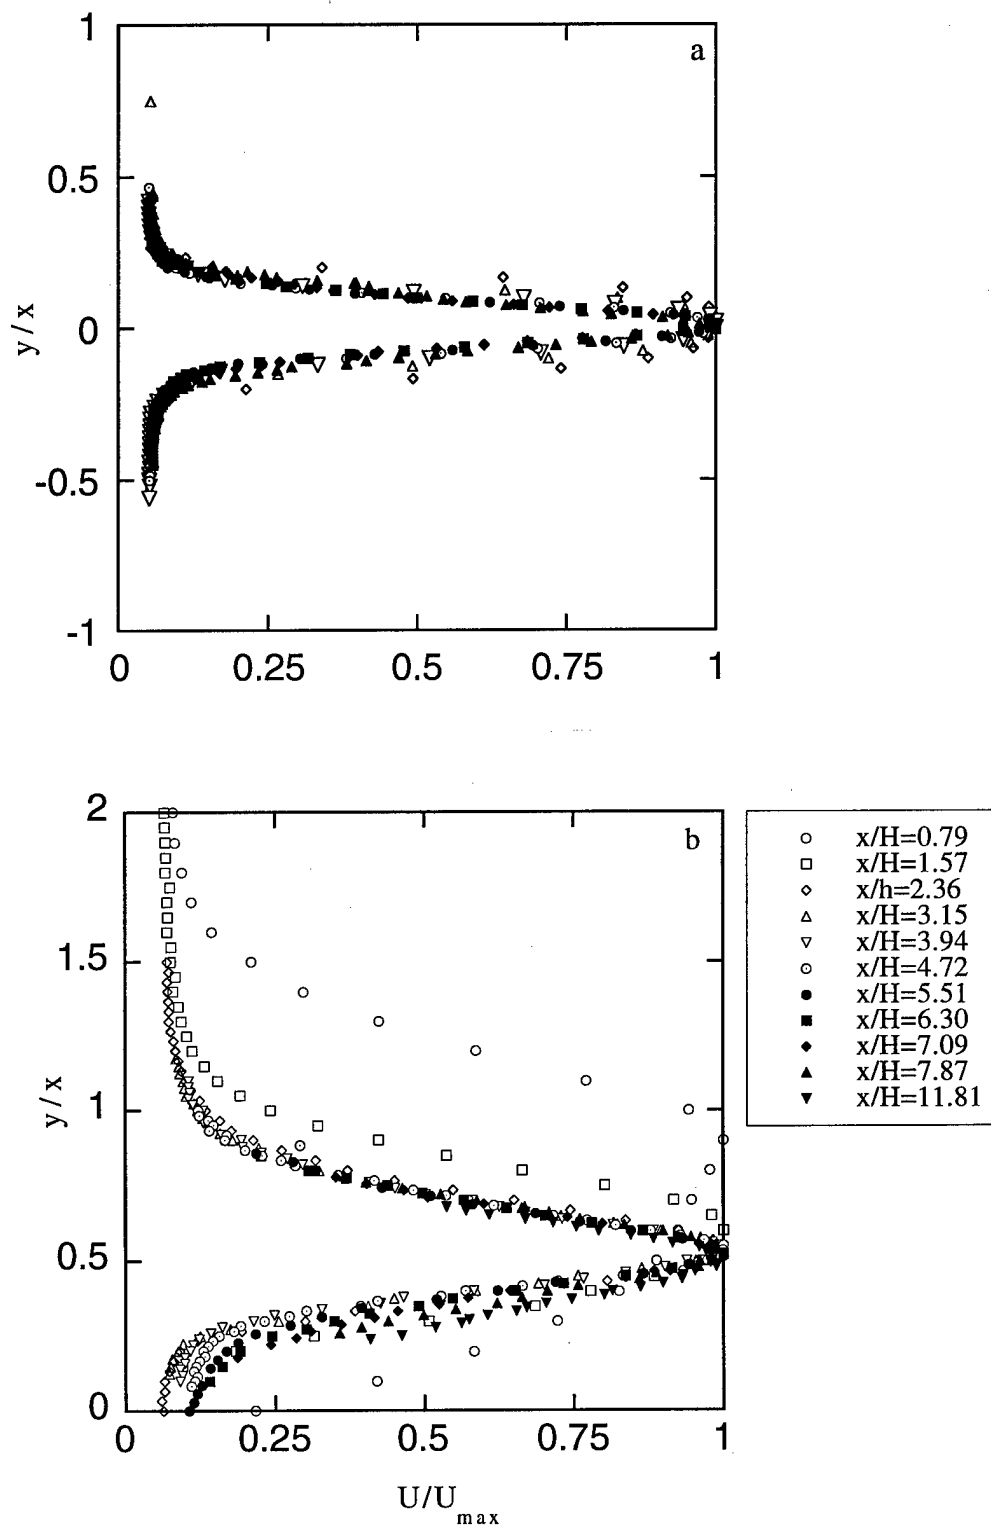 1
a
0.5
y/x
0
-0.5
-1
0 0.25 0.5 0.75 1
2
b
1.5
y/x
1
0.5
0
0 0.25 0.5 0.75 1
U/Umax
x/H=0.79
x/H=1.57
x/h=2.36
x/H=3.15
x/H=3.94
x/H=4.72
x/H=5.51
x/H=6.30
x/H=7.09
x/H=7.87
x/H=11.81